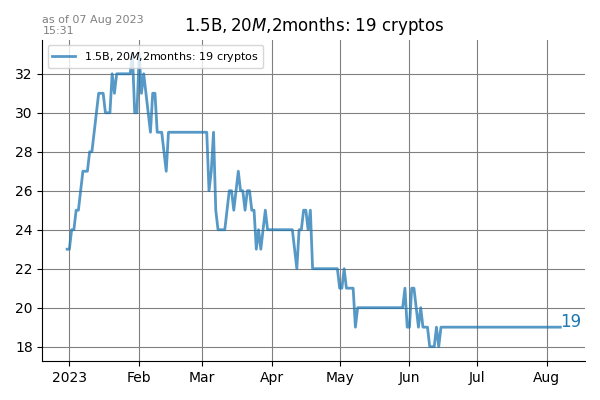 as of 07 Aug 2023
15:31
1.5B, 20M,2months: 19 cryptos
1.5B, 20M,2months: 19 cryptos
32
30
28
26
24
22
20
18
19
2023 Feb Mar Apr May Jun Jul Aug